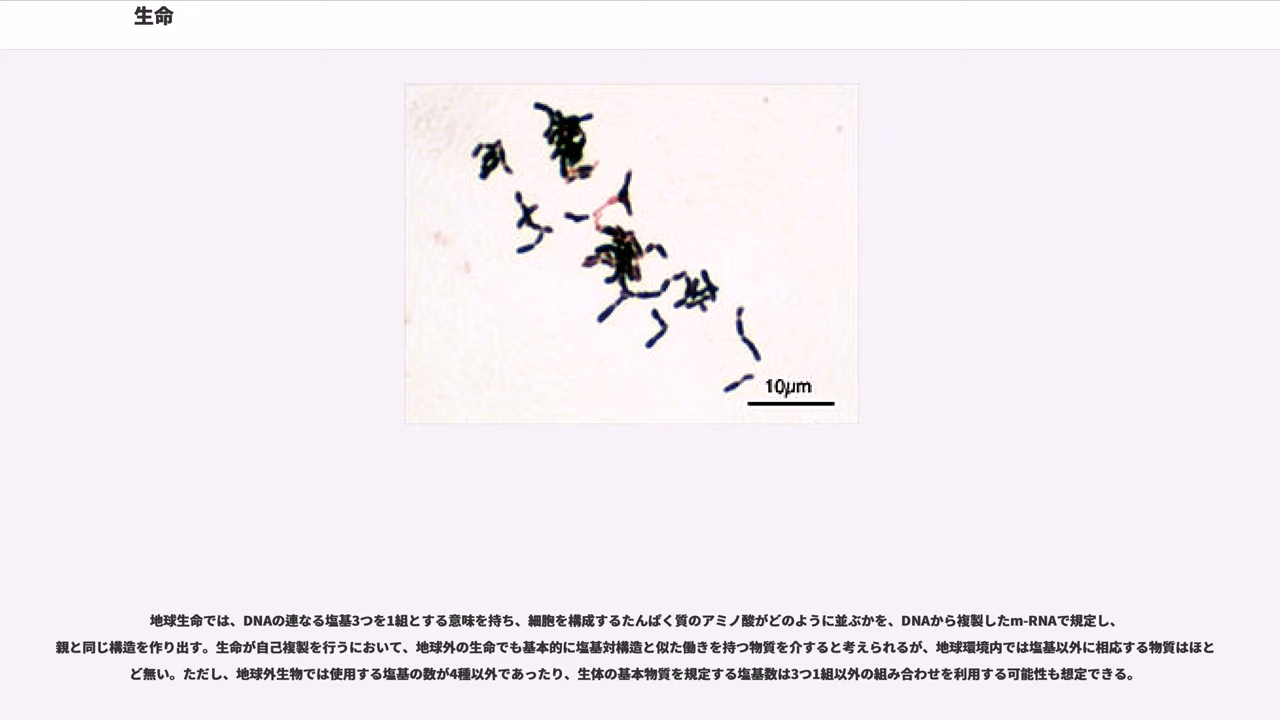 生命
10µm
地球生命では、DNAの連なる塩基3つを1組とする意味を持ち、細胞を構成するたんぱく質のアミノ酸がどのように並ぶかを、DNAから複製したm-RNAで規定し、
親と同じ構造を作り出す。生命が自己複製を行うにおいて、地球外の生命でも基本的に塩基対構造と似た働きを持つ物質を介すると考えられるが、地球環境内では塩基以外に相応する物質はほと
ど無い。ただし、地球外生物では使用する塩基の数が4種以外であったり、生体の基本物質を規定する塩基数は3つ1組以外の組み合わせを利用する可能性も想定できる。